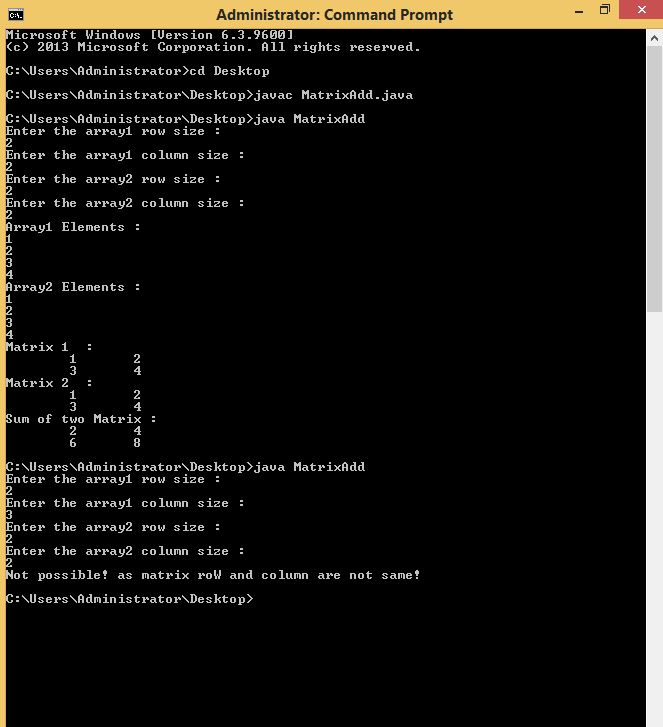 Administrator: Command Prompt
Microsoft Windows [Version 6.3.9600]
(c) 2013 Microsoft Corporation. All rights reserved.
C:\Users\Administrator>cd Desktop
C:\Users\Administrator\Desktop>javac MatrixAdd.java
C:\Users\Administrator\Desktop>java MatrixAdd
Enter the array1 row size :
2
Enter the array1 column size :
2
Enter the array2 row size :
2
Enter the array2 column size :
2
Array1 Elements :
1
2
3
4
Array2 Elements :
1
2
3
4
Matrix 1  :
        1       2
        3       4
Matrix 2  :
        1       2
        3       4
Sum of two Matrix :
        2       4
        6       8
C:\Users\Administrator\Desktop>java MatrixAdd
Enter the array1 row size :
2
Enter the array1 column size :
3
Enter the array2 row size :
2
Enter the array2 column size :
2
Not possible! as matrix roW and column are not same!
C:\Users\Administrator\Desktop>